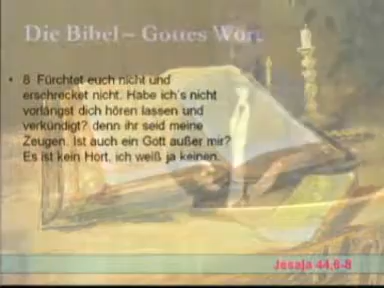 Die Bibel – Gottes Wort
• 8 Fürchtet euch nicht und
erschrecket nicht. Habe ich's nicht
vorlängst dich hören lassen und
verkündigt? denn ihr seid meine
Zeugen. Ist auch ein Gott außer mir?
Es ist kein Hort, ich weiß ja keinen.
Jesaja 44,6-8